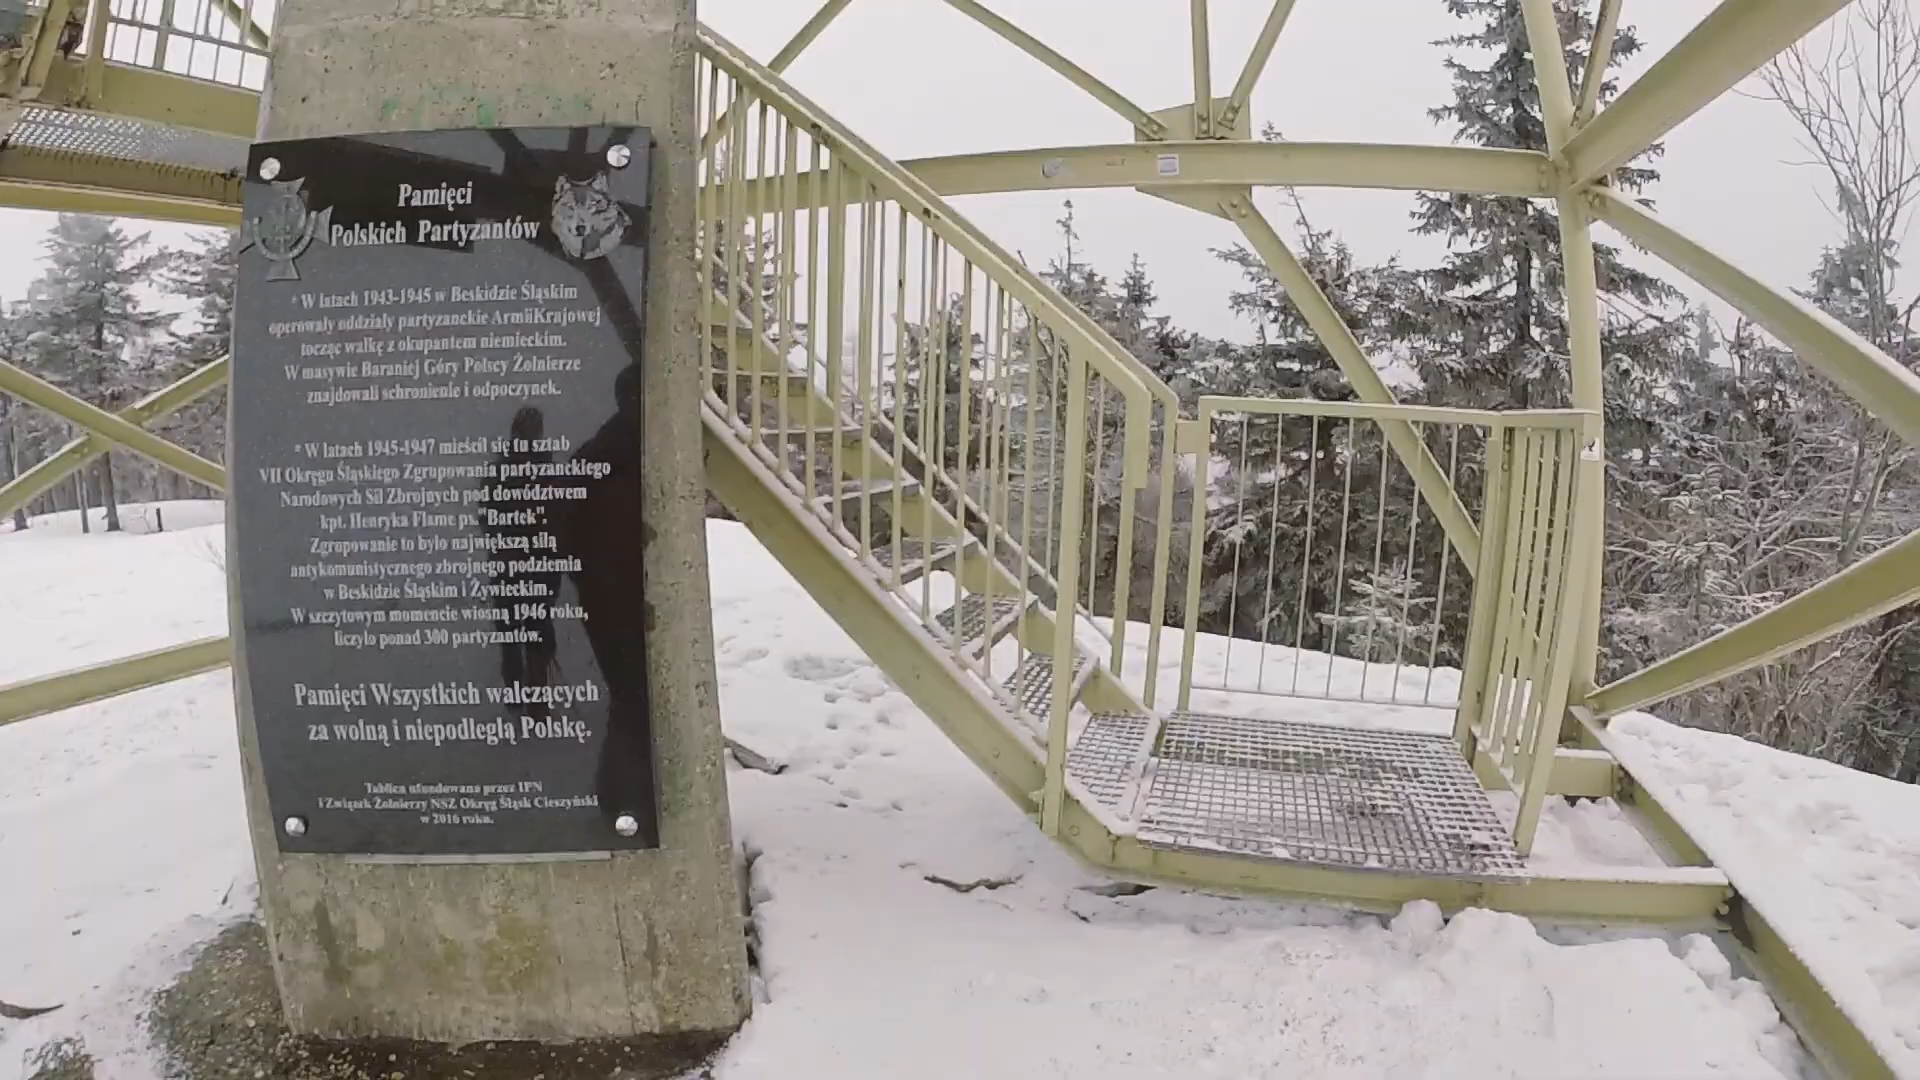 Pamięci
Polskich Partyzantów
* W latach 1943-1945 w Beskidzie Śląskim
operowały oddziały partyzanckie ArmiiKrajowej
tocząc walkę z okupantem niemieckim.
W masywie Baraniej Góry Polscy Żołnierze
znajdowali schronienie i odpoczynek.
* W latach 1945-1947 mieścił się tu sztab
VII Okręgu Śląskiego Zgrupowania partyzanckiego
Narodowych Sił Zbrojnych pod dowództwem
kpt. Henryka Flame ps."Bartek".
Zgrupowanie to było największą siłą
antykomunistycznego zbrojnego podziemia
w Beskidzie Śląskim i Żywieckim.
W szczytowym momencie wiosną 1946 roku,
liczyło ponad 300 partyzantów.
Pamięci Wszystkich walczących
za wolną i niepodległą Polskę.
Tablica ufundowana przez IPN
i Związek Żołnierzy NSZ Okręg Śląsk Cieszyński
w 2016 roku.